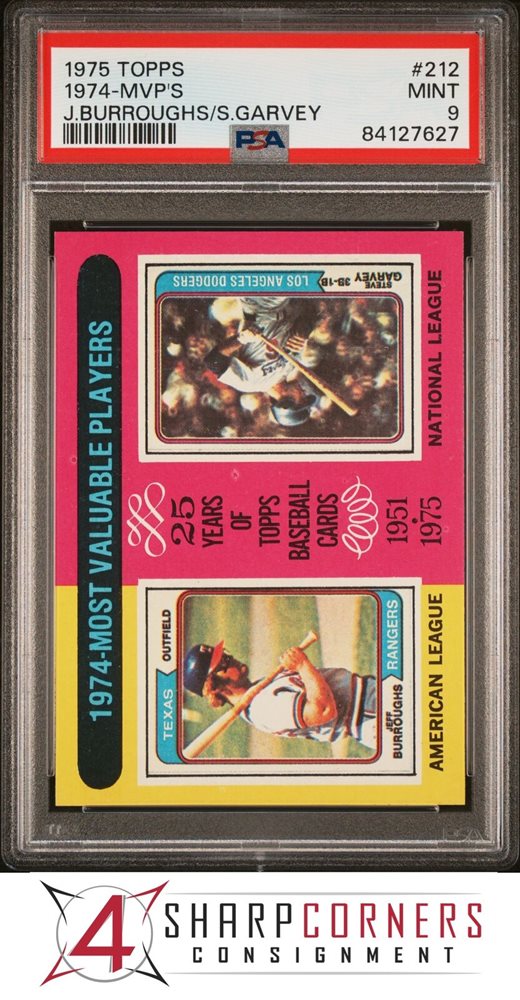 1975 TOPPS #212
1974-MVP'S MINT
J.BURROUGHS/S.GARVEY 9
PSA 84127627
1974-MOST VALUABLE PLAYERS
STEVE GARVEY 3B-1B
LOS ANGELES DODGERS
NATIONAL LEAGUE
25
YEARS
OF
TOPPS
BASEBALL
CARDS
1951
1975
TEXAS OUTFIELD
JEFF
BURROUGHS RANGERS
AMERICAN LEAGUE
4 SHARPCORNERS
CONSIGNMENT